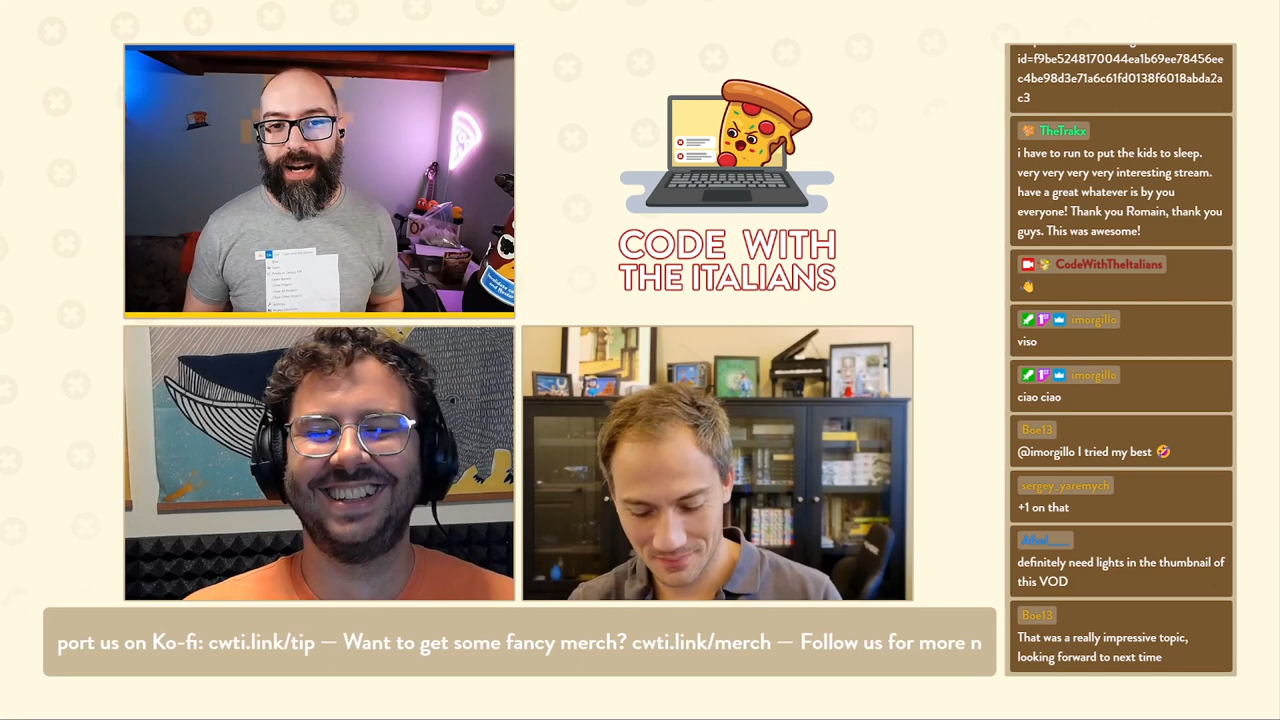 CODE WITH
THE ITALIANS
port us on Ko-fi: cwti.link/tip — Want to get some fancy merch? cwti.link/merch — Follow us for more n
id=f9be5248170044ea1b69ee78456ee
c4be98d3e71a6c61fd0138f6018abda2a
c3
TheTrakx
i have to run to put the kids to sleep.
very very very very interesting stream.
have a great whatever is by you
everyone! Thank you Romain, thank you
guys. This was awesome!
CodeWithTheItalians
👋
imorgillo
viso
imorgillo
ciao ciao
Boe13
@imorgillo I tried my best 🤣
sergey_yaremych
+1 on that
definitely need lights in the thumbnail of
this VOD
Boe13
That was a really impressive topic,
looking forward to next time